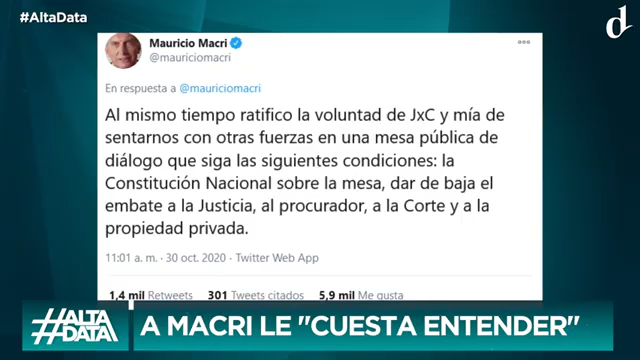 #AltaData
d
Mauricio Macri
@mauriciomacri
En respuesta a @mauriciomacri
Al mismo tiempo ratifico la voluntad de JxC y mía de
sentarnos con otras fuerzas en una mesa pública de
diálogo que siga las siguientes condiciones: la
Constitución Nacional sobre la mesa, dar de baja el
embate a la Justicia, al procurador, a la Corte y a la
propiedad privada.
11:01 a. m. · 30 oct. 2020 · Twitter Web App
1,4 mil Retweets 301 Tweets citados 5,9 mil Me gusta
#ALTA
DATA
A MACRI LE "CUESTA ENTENDER"